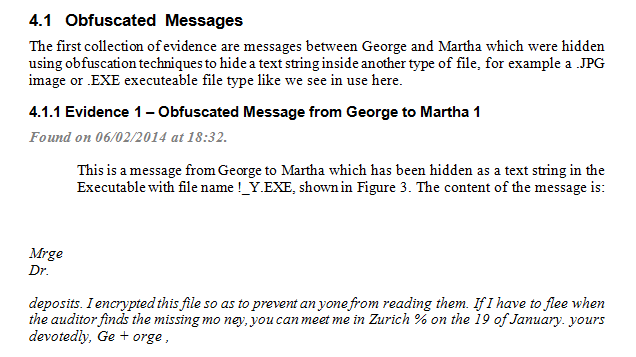 4.1 Obfuscated Messages
The first collection of evidence are messages between George and Martha which were hidden
using obfuscation techniques to hide a text string inside another type of file, for example a .JPG
image or .EXE executeable file type like we see in use here.
4.1.1 Evidence 1 – Obfuscated Message from George to Martha 1
Found on 06/02/2014 at 18:32.
This is a message from George to Martha which has been hidden as a text string in the
Executable with file name !_Y.EXE, shown in Figure 3. The content of the message is:
Mrge
Dr.
deposits. I encrypted this file so as to prevent an yone from reading them. If I have to flee when
the auditor finds the missing mo ney, you can meet me in Zurich % on the 19 of January. yours
devotedly, Ge + orge ,